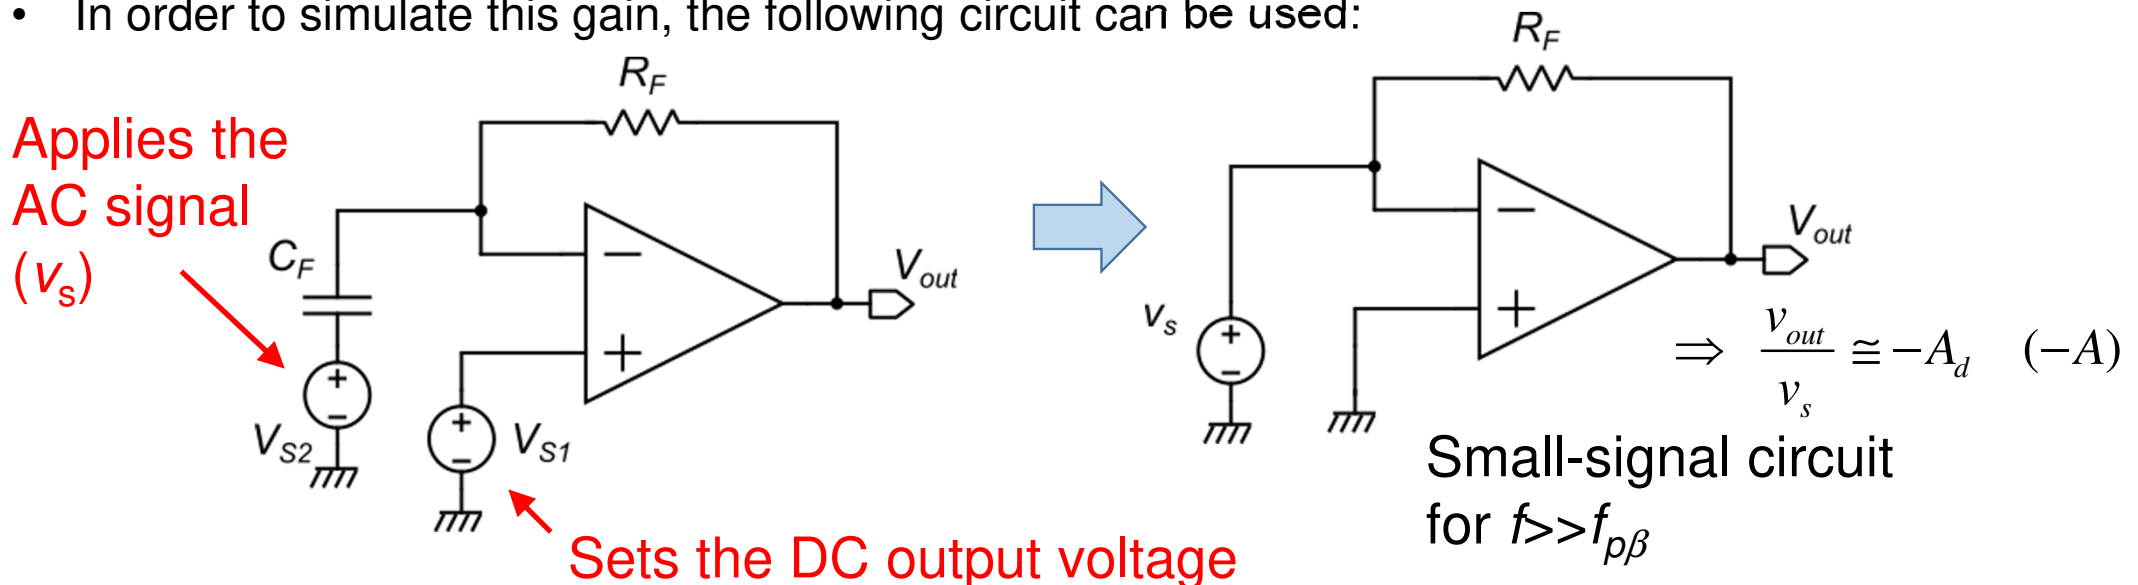 • In order to simulate this gain, the following circuit can be used:
R_F
R_F
Applies the
AC signal
(v_s)
C_F
V_out
V_out
v_s
+
−
−
+
V_S2
+
−
V_S1
+
−
−
+
⇒ v_out / v_s ≅ −A_d (−A)
Small-signal circuit
for f>>f_pβ
Sets the DC output voltage